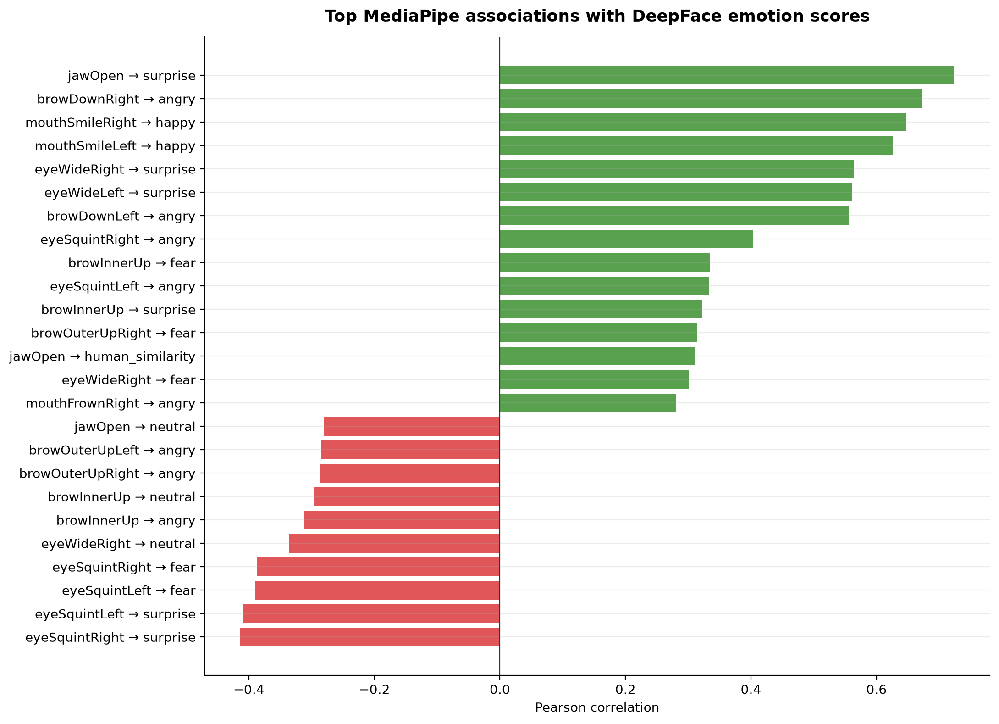 Top MediaPipe associations with DeepFace emotion scores
jawOpen → surprise
browDownRight → angry
mouthSmileRight → happy
mouthSmileLeft → happy
eyeWideRight → surprise
eyeWideLeft → surprise
browDownLeft → angry
eyeSquintRight → angry
browInnerUp → fear
eyeSquintLeft → angry
browInnerUp → surprise
browOuterUpRight → fear
jawOpen → human_similarity
eyeWideRight → fear
mouthFrownRight → angry
jawOpen → neutral
browOuterUpLeft → angry
browOuterUpRight → angry
browInnerUp → neutral
browInnerUp → angry
eyeWideRight → neutral
eyeSquintRight → fear
eyeSquintLeft → fear
eyeSquintLeft → surprise
eyeSquintRight → surprise
−0.4 −0.2 0.0 0.2 0.4 0.6
Pearson correlation